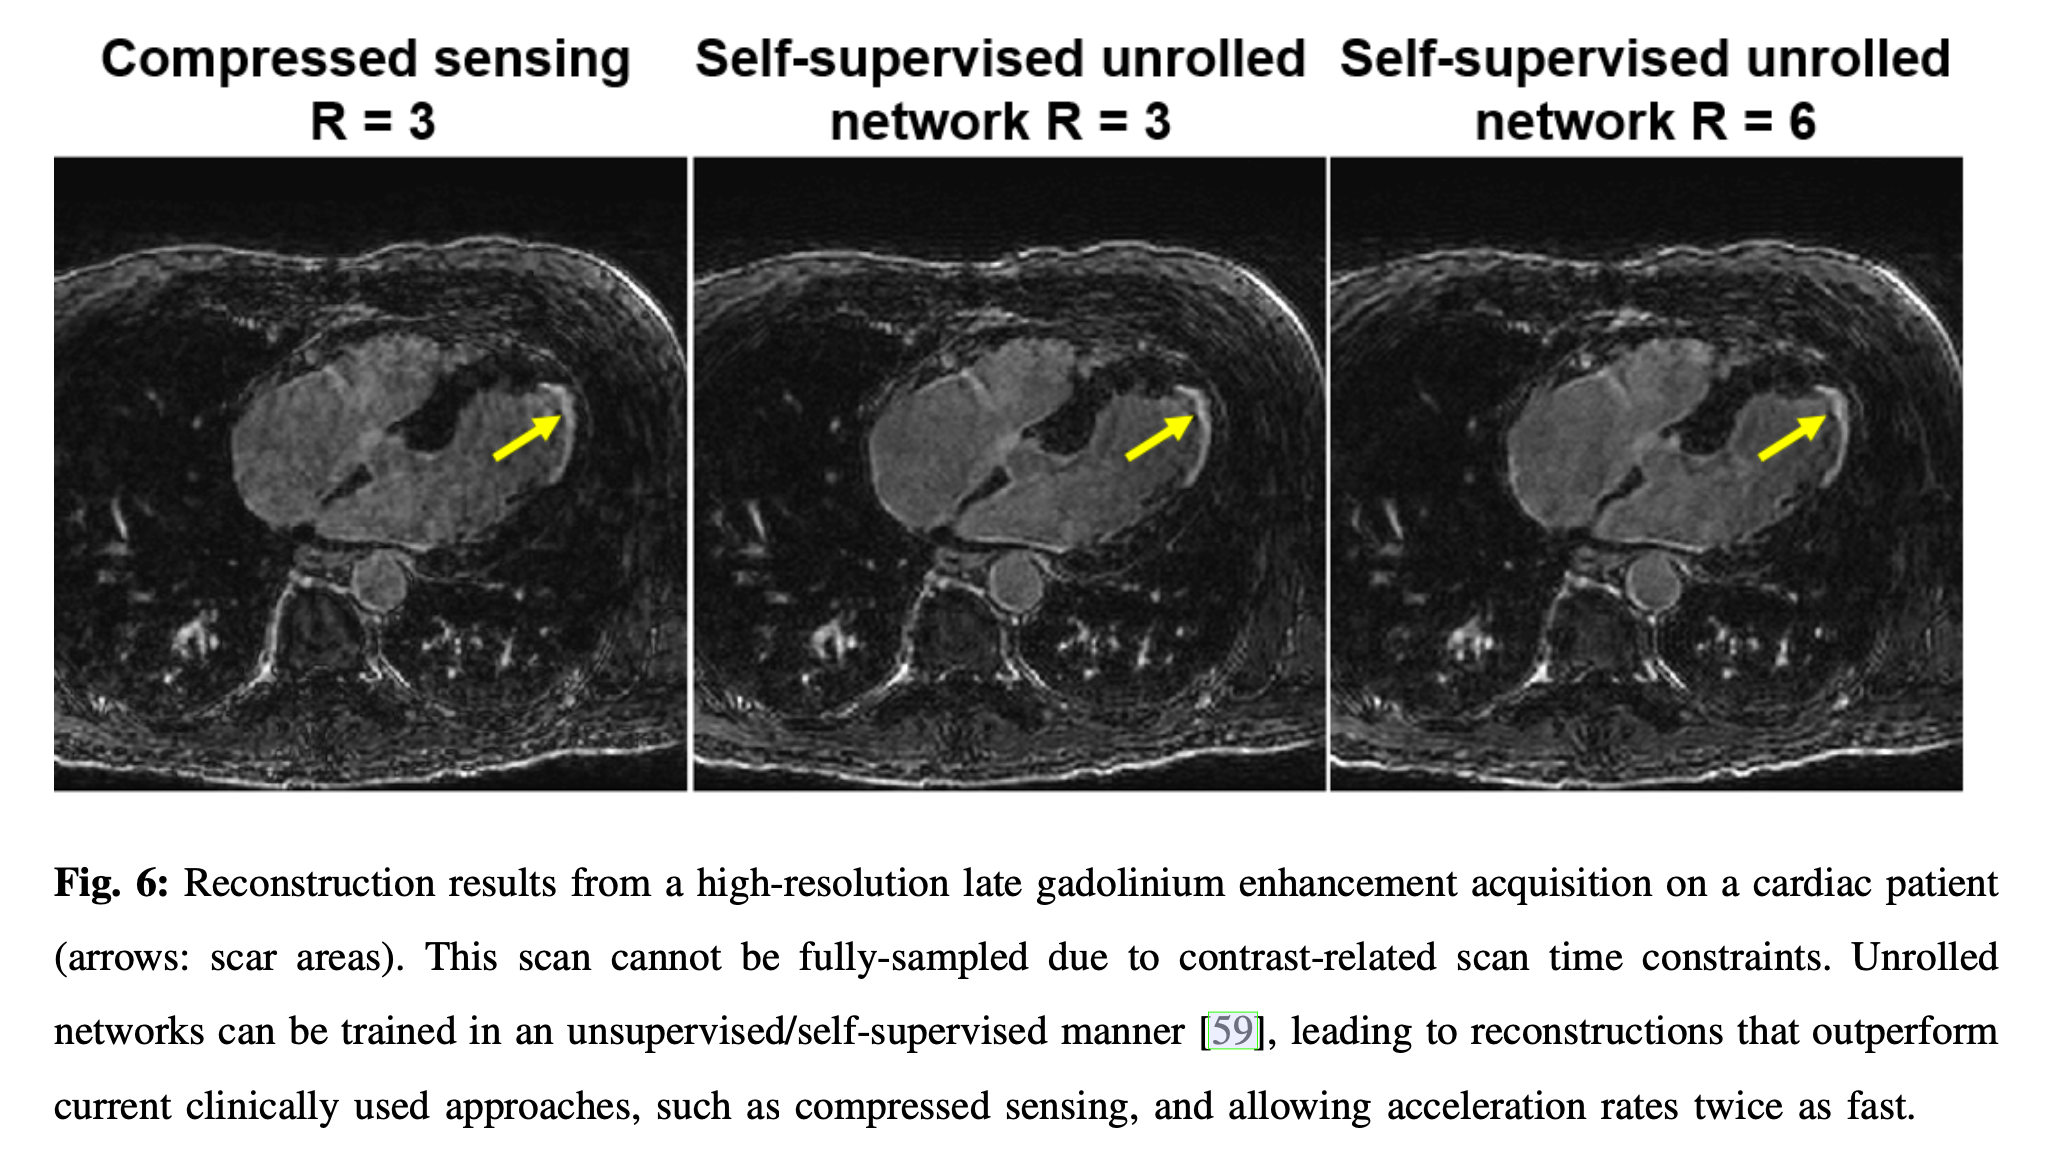 Compressed sensing
R = 3
Self-supervised unrolled
network R = 3
Self-supervised unrolled
network R = 6
Fig. 6: Reconstruction results from a high-resolution late gadolinium enhancement acquisition on a cardiac patient
(arrows: scar areas). This scan cannot be fully-sampled due to contrast-related scan time constraints. Unrolled
networks can be trained in an unsupervised/self-supervised manner [59], leading to reconstructions that outperform
current clinically used approaches, such as compressed sensing, and allowing acceleration rates twice as fast.